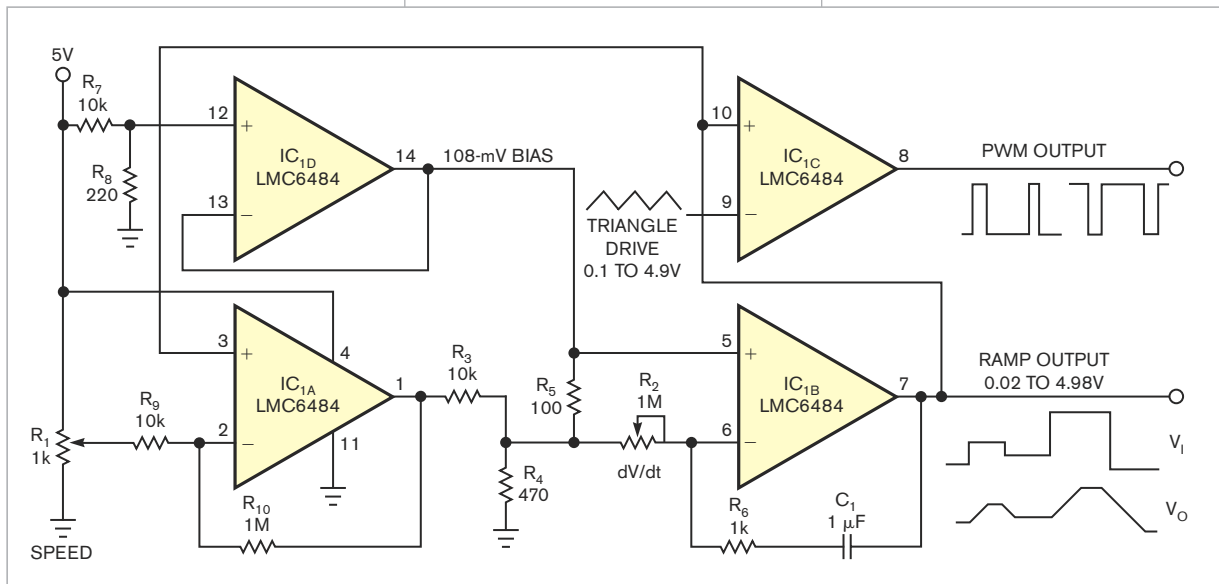 5V
R7
10k
12
+
IC1D
LMC6484
14
108-mV BIAS
R8
220
13
–
10
+
IC1C
LMC6484
8
PWM OUTPUT
9
–
TRIANGLE
DRIVE
0.1 TO 4.9V
3
+
4
IC1A
LMC6484
1
R3
10k
R5
100
R2
1M
5
+
IC1B
LMC6484
7
RAMP OUTPUT
0.02 TO 4.98V
R1
1k
R9
10k
2
–
11
R4
470
dV/dt
6
–
VI
R10
1M
R6
1k
C1
1 µF
VO
SPEED